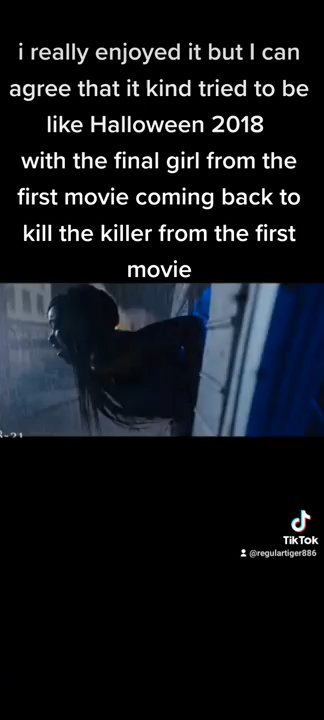 i really enjoyed it but I can
agree that it kind tried to be
like Halloween 2018
with the final girl from the
first movie coming back to
kill the killer from the first
movie
TikTok
@regulartiger886